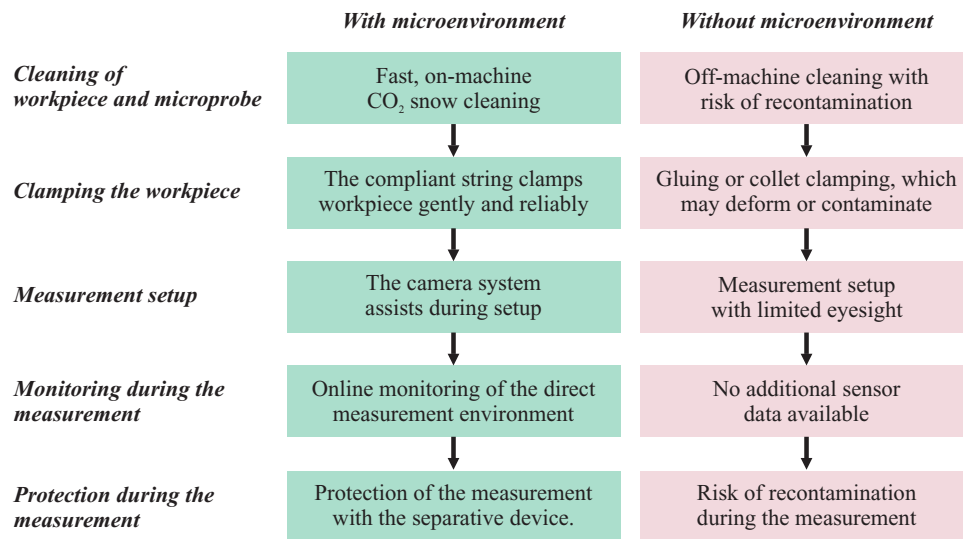 With microenvironment
Without microenvironment
Cleaning of
workpiece and microprobe
Fast, on-machine
CO₂ snow cleaning
Off-machine cleaning with
risk of recontamination
Clamping the workpiece
The compliant string clamps
workpiece gently and reliably
Gluing or collet clamping, which
may deform or contaminate
Measurement setup
The camera system
assists during setup
Measurement setup
with limited eyesight
Monitoring during the
measurement
Online monitoring of the direct
measurement environment
No additional sensor
data available
Protection during the
measurement
Protection of the measurement
with the separative device.
Risk of recontamination
during the measurement